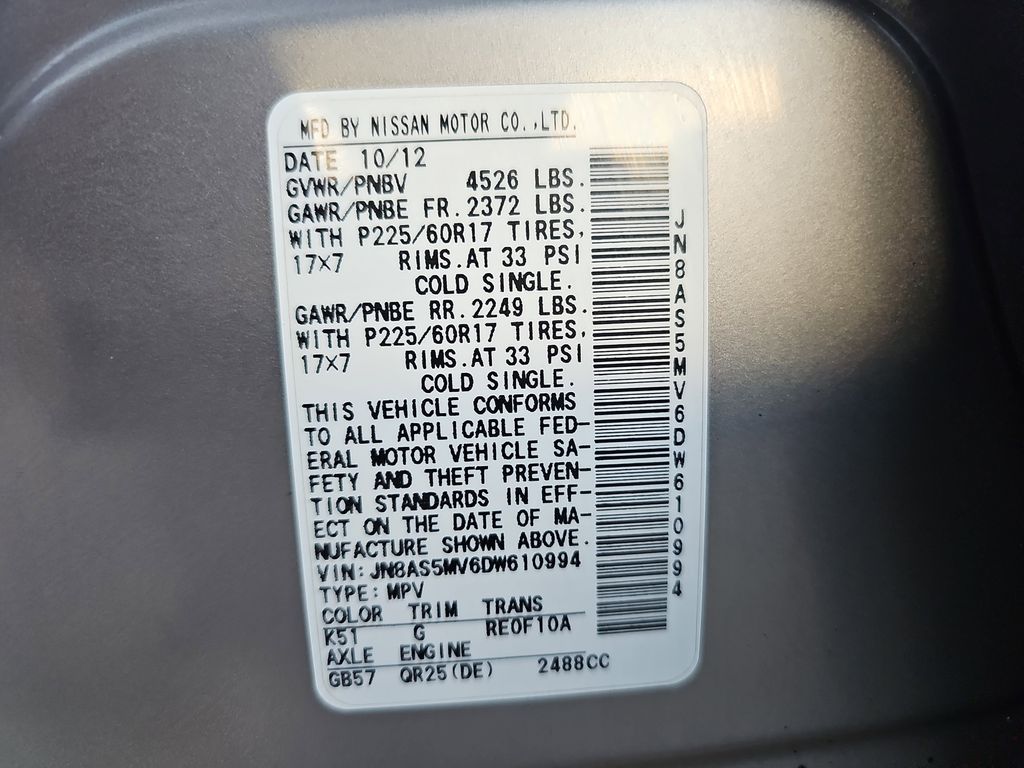 MFD BY NISSAN MOTOR CO.,LTD.
DATE 10/12
GVWR/PNBV 4526 LBS.
GAWR/PNBE FR. 2372 LBS.
WITH P225/60R17 TIRES,
17×7 RIMS.AT 33 PSI
COLD SINGLE.
GAWR/PNBE RR. 2249 LBS.
WITH P225/60R17 TIRES,
17×7 RIMS.AT 33 PSI
COLD SINGLE.
THIS VEHICLE CONFORMS
TO ALL APPLICABLE FED-
ERAL MOTOR VEHICLE SA-
FETY AND THEFT PREVEN-
TION STANDARDS IN EFF-
ECT ON THE DATE OF MA-
NUFACTURE SHOWN ABOVE.
VIN: JN8AS5MV6DW610994
TYPE: MPV
COLOR TRIM TRANS
K51 G RE0F10A
AXLE ENGINE
GB57 QR25(DE) 2488CC
JN8AS5MV6DW610994